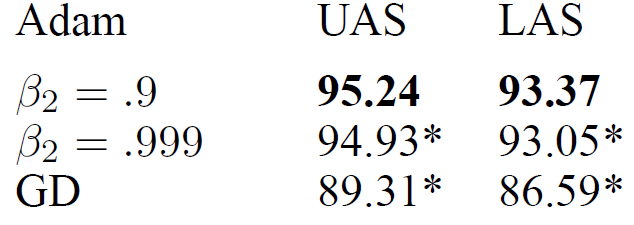 Adam UAS LAS
β₂ = .9 95.24 93.37
β₂ = .999 94.93* 93.05*
GD 89.31* 86.59*